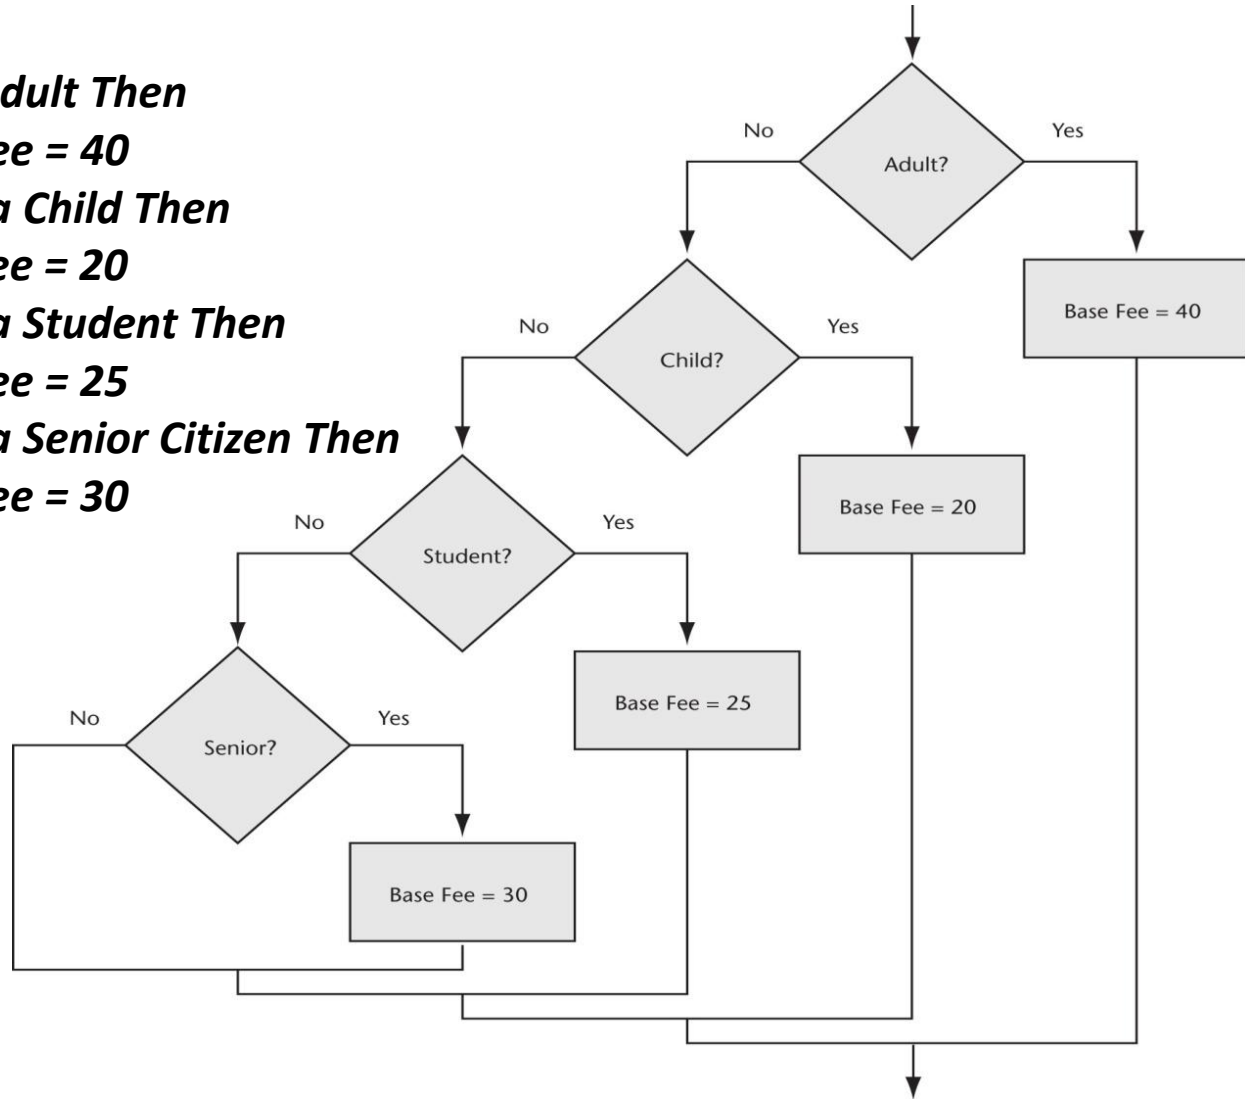 dult Then
ee = 40
a Child Then
ee = 20
a Student Then
ee = 25
a Senior Citizen Then
ee = 30
No
Yes
Adult?
Base Fee = 40
No
Yes
Child?
Base Fee = 20
No
Yes
Student?
Base Fee = 25
No
Yes
Senior?
Base Fee = 30